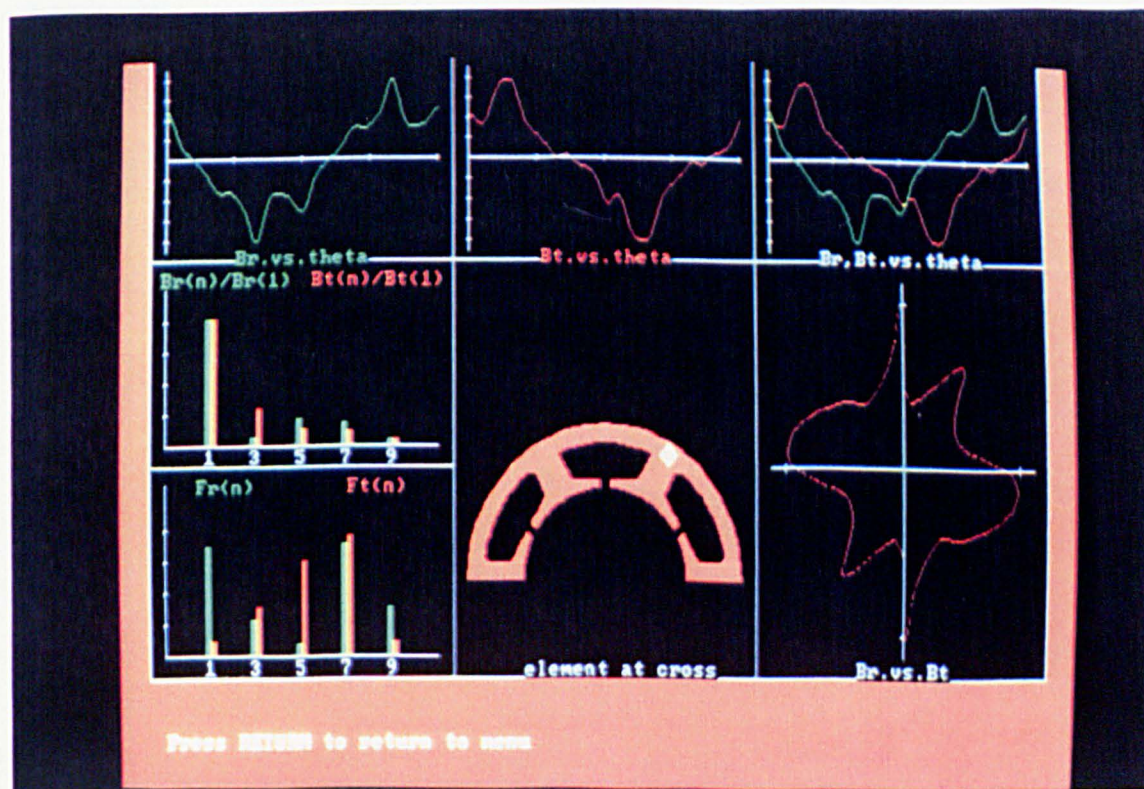 Br.vs.theta
Bt.vs.theta
Br,Bt.vs.theta
Br(n)/Br(1) Bt(n)/Bt(1)
1 3 5 7 9
Fr(n) Ft(n)
1 3 5 7 9
element at cross
Br.vs.Bt
Press RETURN to return to menu